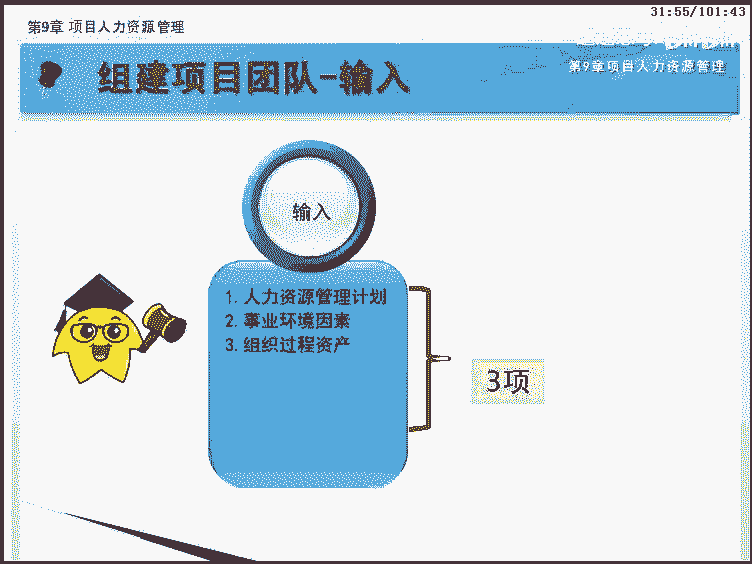 31:55/101:43
第9章 项目人力资源管理
组建项目团队-输入
第9章项目人力资源管理
输入
1. 人力资源管理计划
2. 事业环境因素
3. 组织过程资产
3项